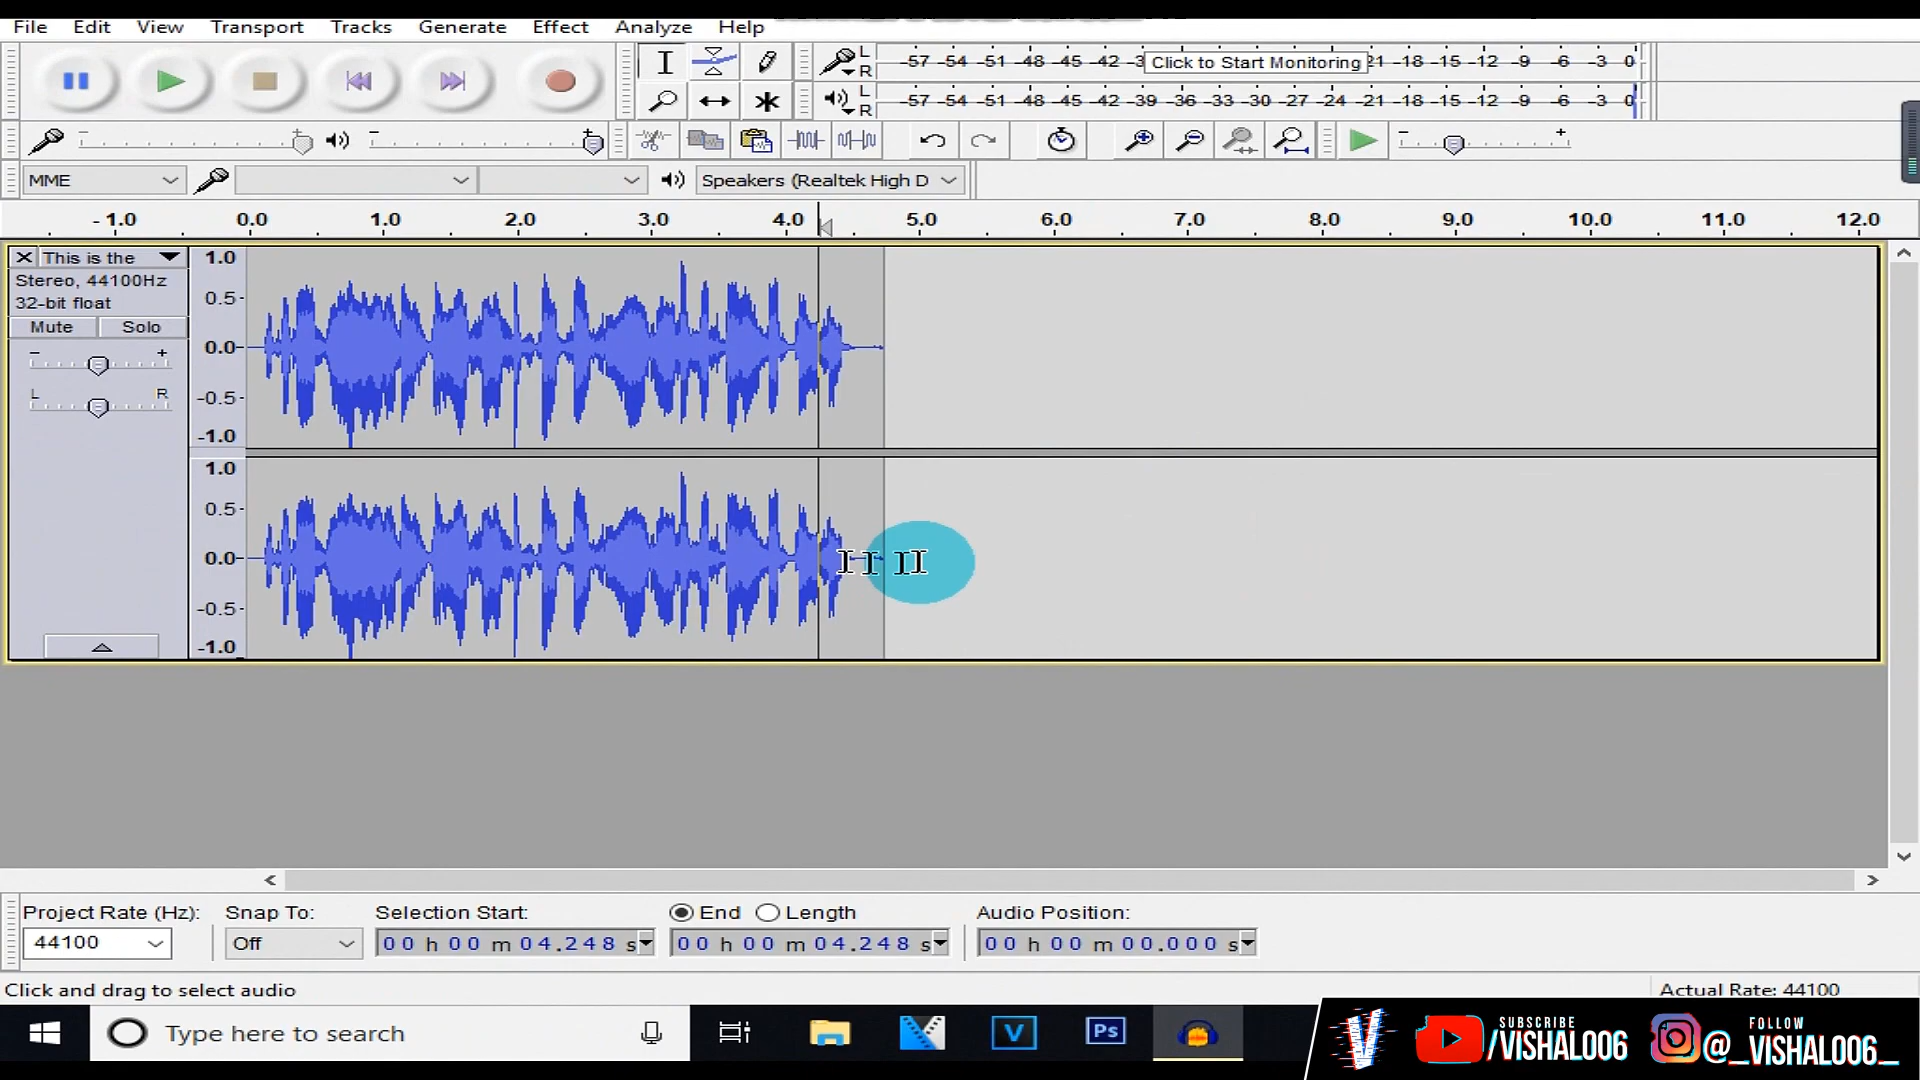 File Edit View Transport Tracks Generate Effect Analyze Help
L
R
-57 -54 -51 -48 -45 -42 -3 Click to Start Monitoring 21 -18 -15 -12 -9 -6 -3 0
L
R
-57 -54 -51 -48 -45 -42 -39 -36 -33 -30 -27 -24 -21 -18 -15 -12 -9 -6 -3 0
MME Speakers (Realtek High D
-1.0 0.0 1.0 2.0 3.0 4.0 5.0 6.0 7.0 8.0 9.0 10.0 11.0 12.0
This is the
Stereo, 44100Hz
32-bit float
Mute Solo
L R
1.0
0.5
0.0
-0.5
-1.0
1.0
0.5
0.0
-0.5
-1.0
Project Rate (Hz): Snap To: Selection Start: End Length Audio Position:
44100 Off 00 h 00 m 04.248 s 00 h 00 m 04.248 s 00 h 00 m 00.000 s
Click and drag to select audio Actual Rate: 44100
Type here to search
V
Ps
SUBSCRIBE
/VISHAL006
FOLLOW
@_VISHAL006_